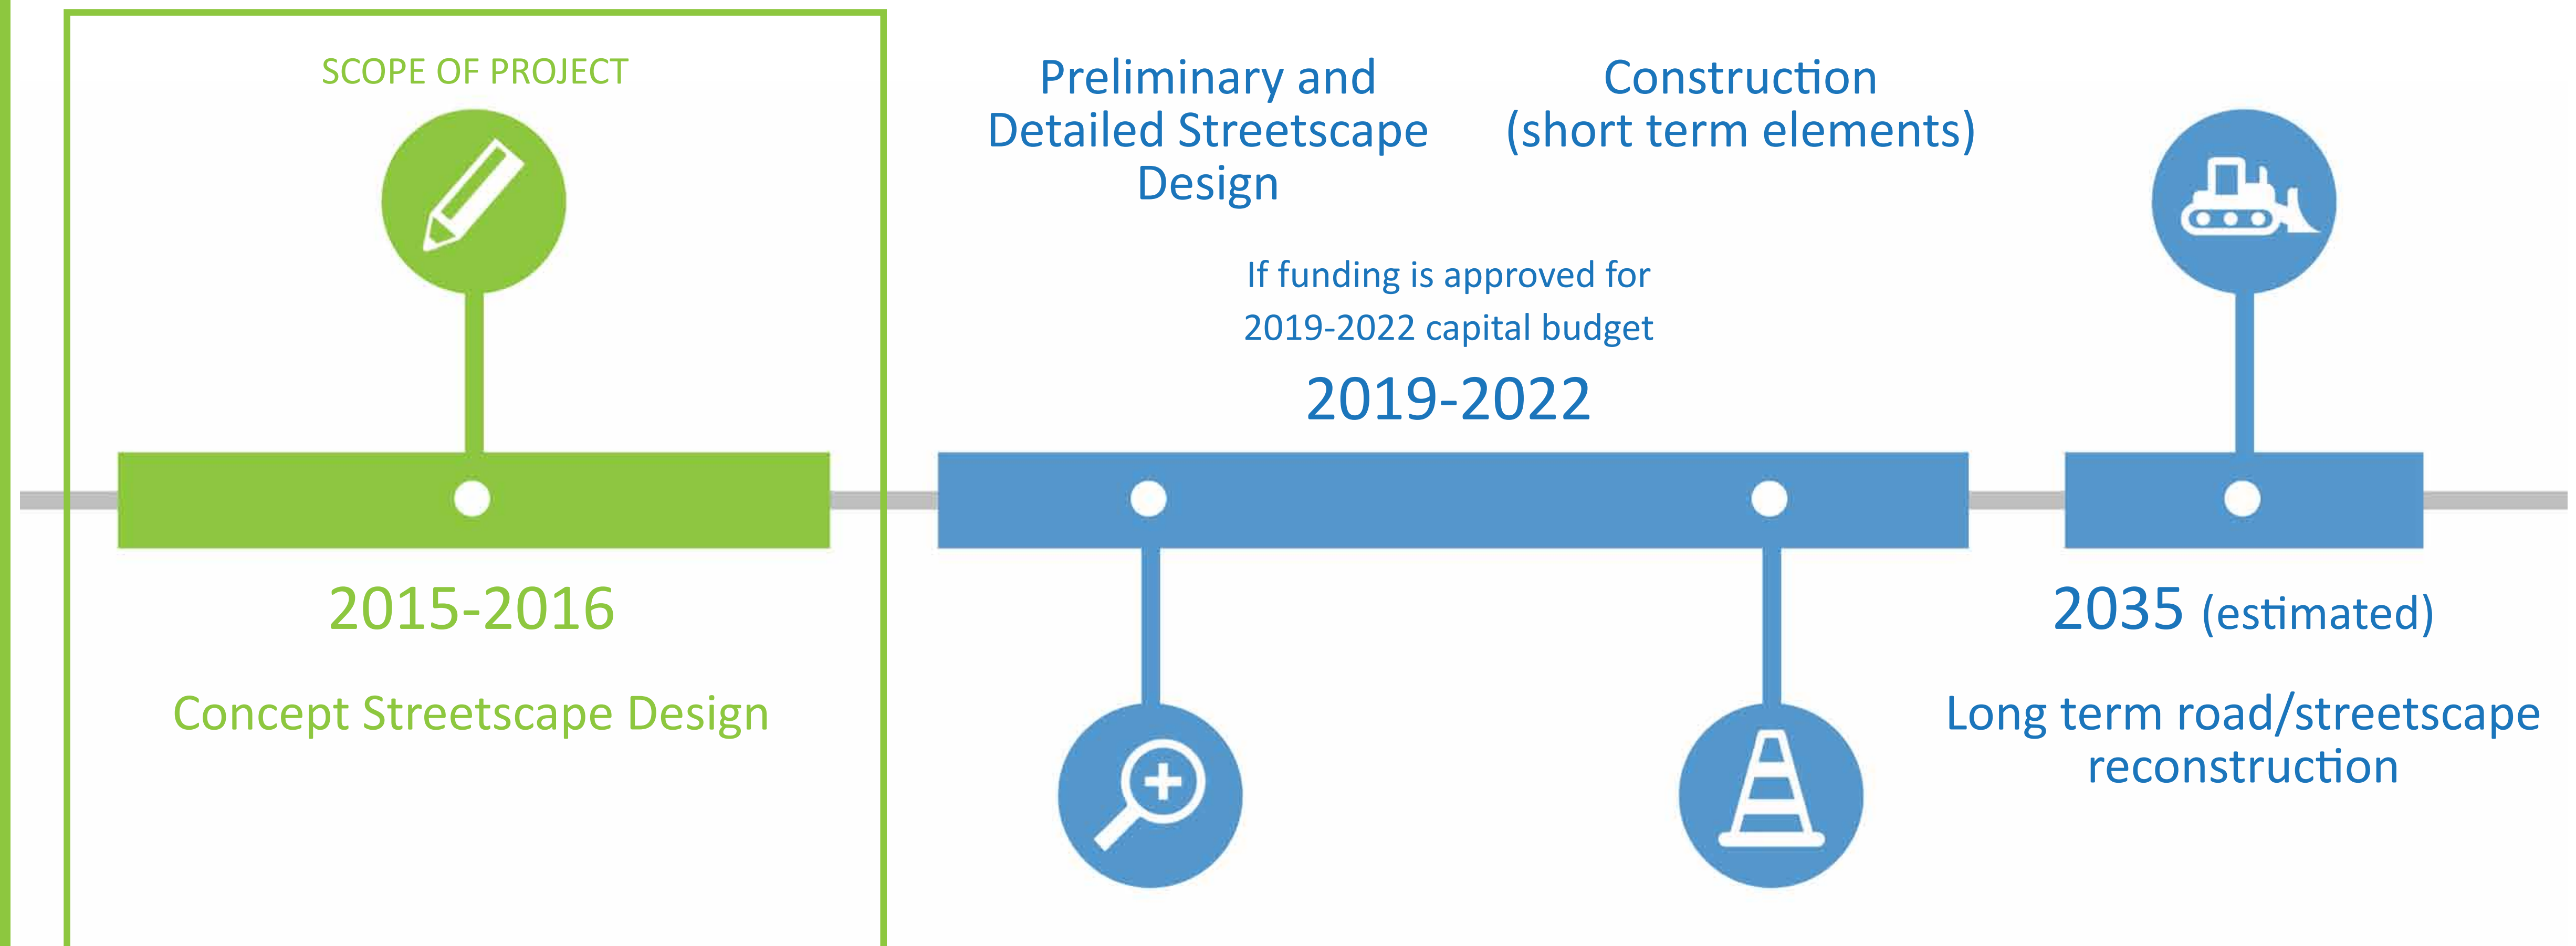 SCOPE OF PROJECT
2015-2016
Concept Streetscape Design
Preliminary and
Detailed Streetscape
Design
Construction
(short term elements)
If funding is approved for
2019-2022 capital budget
2019-2022
2035 (estimated)
Long term road/streetscape
reconstruction